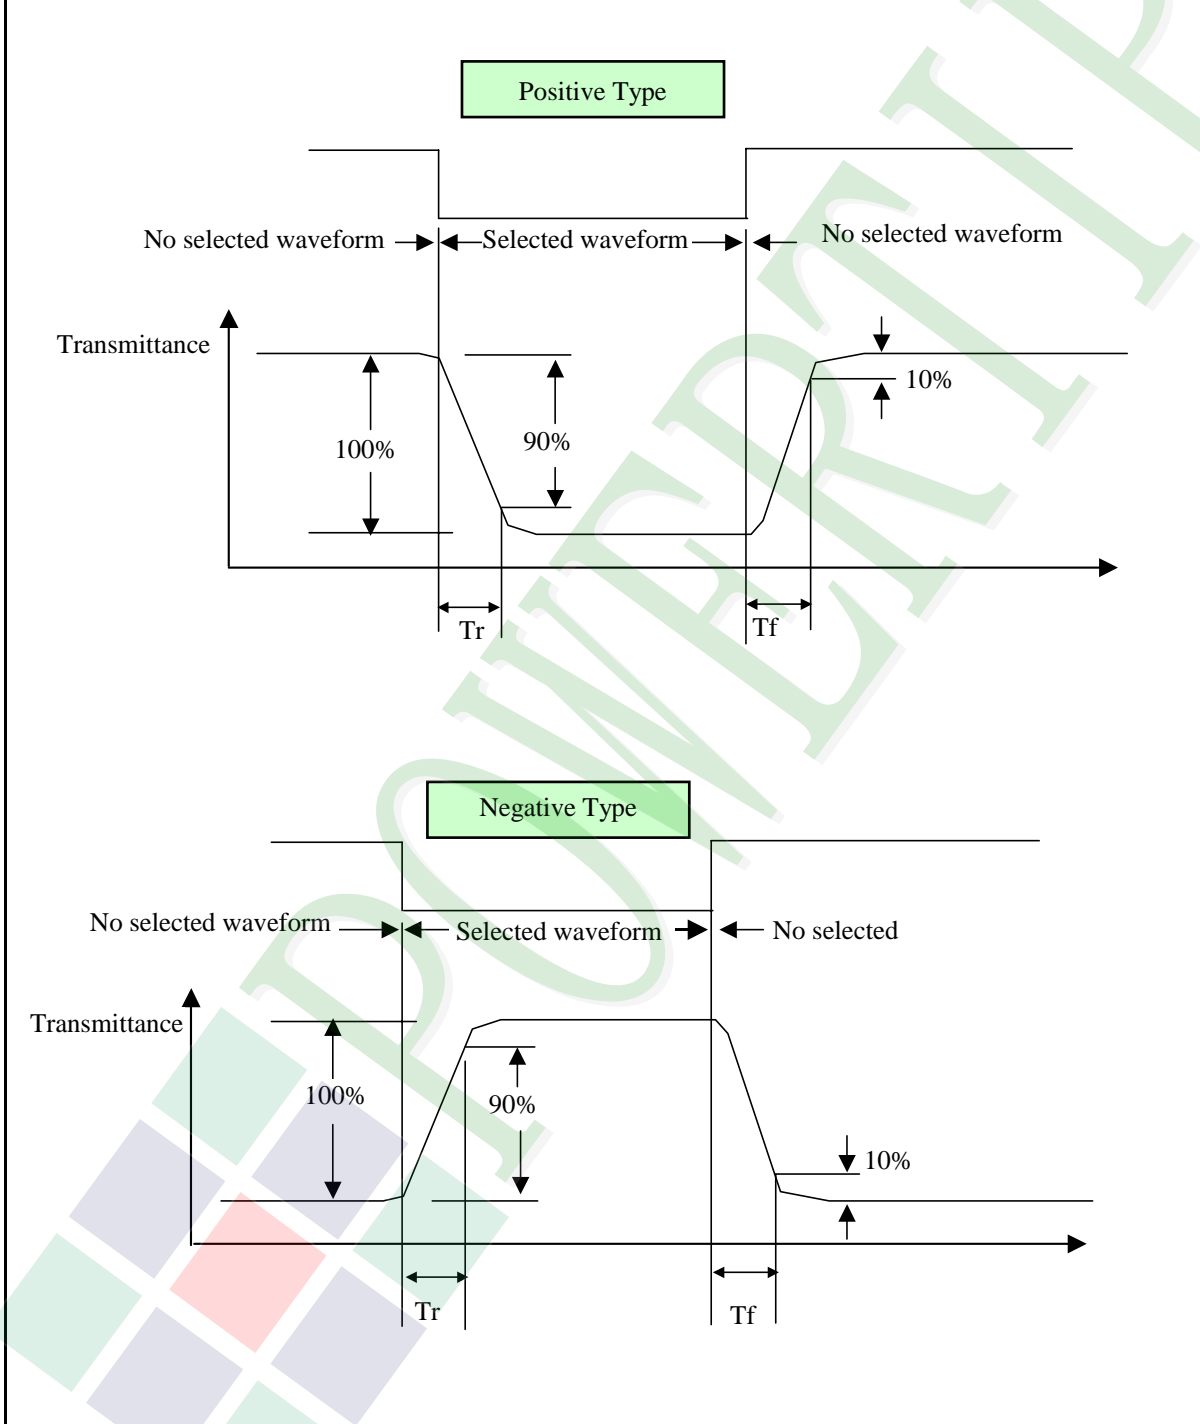 Positive Type
No selected waveform
Selected waveform
No selected waveform
Transmittance
10%
90%
100%
Tr
Tf
Negative Type
No selected waveform
Selected waveform
No selected
Transmittance
100%
90%
10%
Tr
Tf
POWERTIP